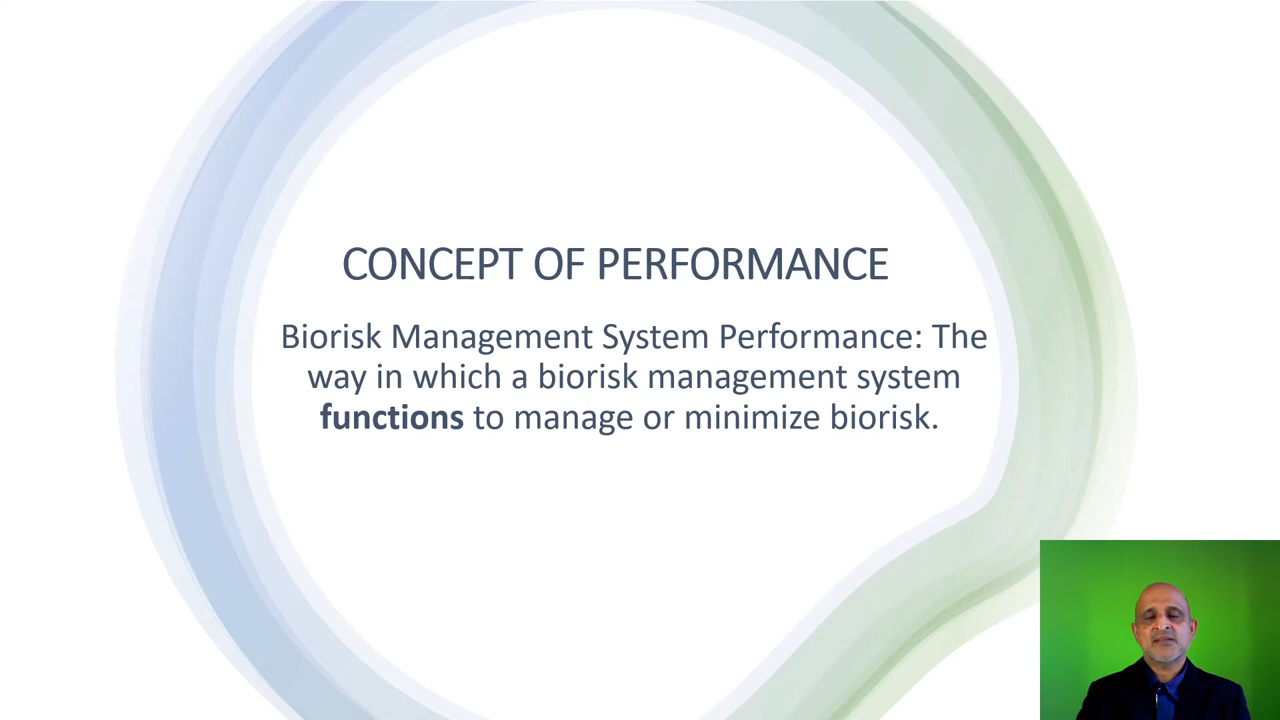 CONCEPT OF PERFORMANCE
Biorisk Management System Performance: The
way in which a biorisk management system
functions to manage or minimize biorisk.